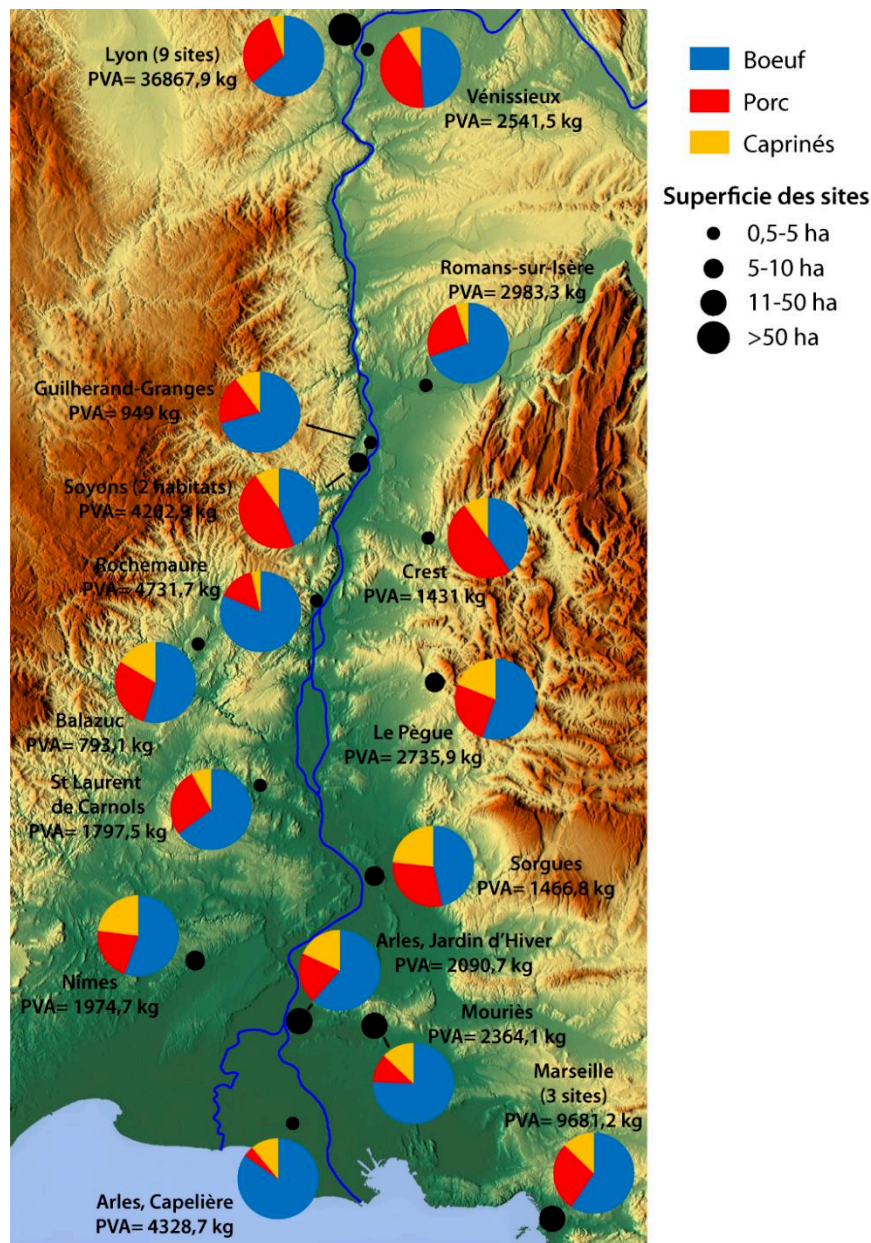 Lyon (9 sites)
PVA= 36867,9 kg
Vénissieux
PVA= 2541,5 kg
Boeuf
Porc
Caprinés
Superficie des sites
0,5-5 ha
5-10 ha
11-50 ha
>50 ha
Romans-sur-Isère
PVA= 2983,3 kg
Guilherand-Granges
PVA= 949 kg
Soyons (2 habitats)
PVA= 4202,9 kg
Crest
PVA= 1431 kg
Rochemaure
PVA= 4731,7 kg
Balazuc
PVA= 793,1 kg
Le Pègue
PVA= 2735,9 kg
St Laurent
de Carnols
PVA= 1797,5 kg
Sorgues
PVA= 1466,8 kg
Nîmes
PVA= 1974,7 kg
Arles, Jardin d'Hiver
PVA= 2090,7 kg
Mouriès
PVA= 2364,1 kg
Marseille
(3 sites)
PVA= 9681,2 kg
Arles, Capelière
PVA= 4328,7 kg